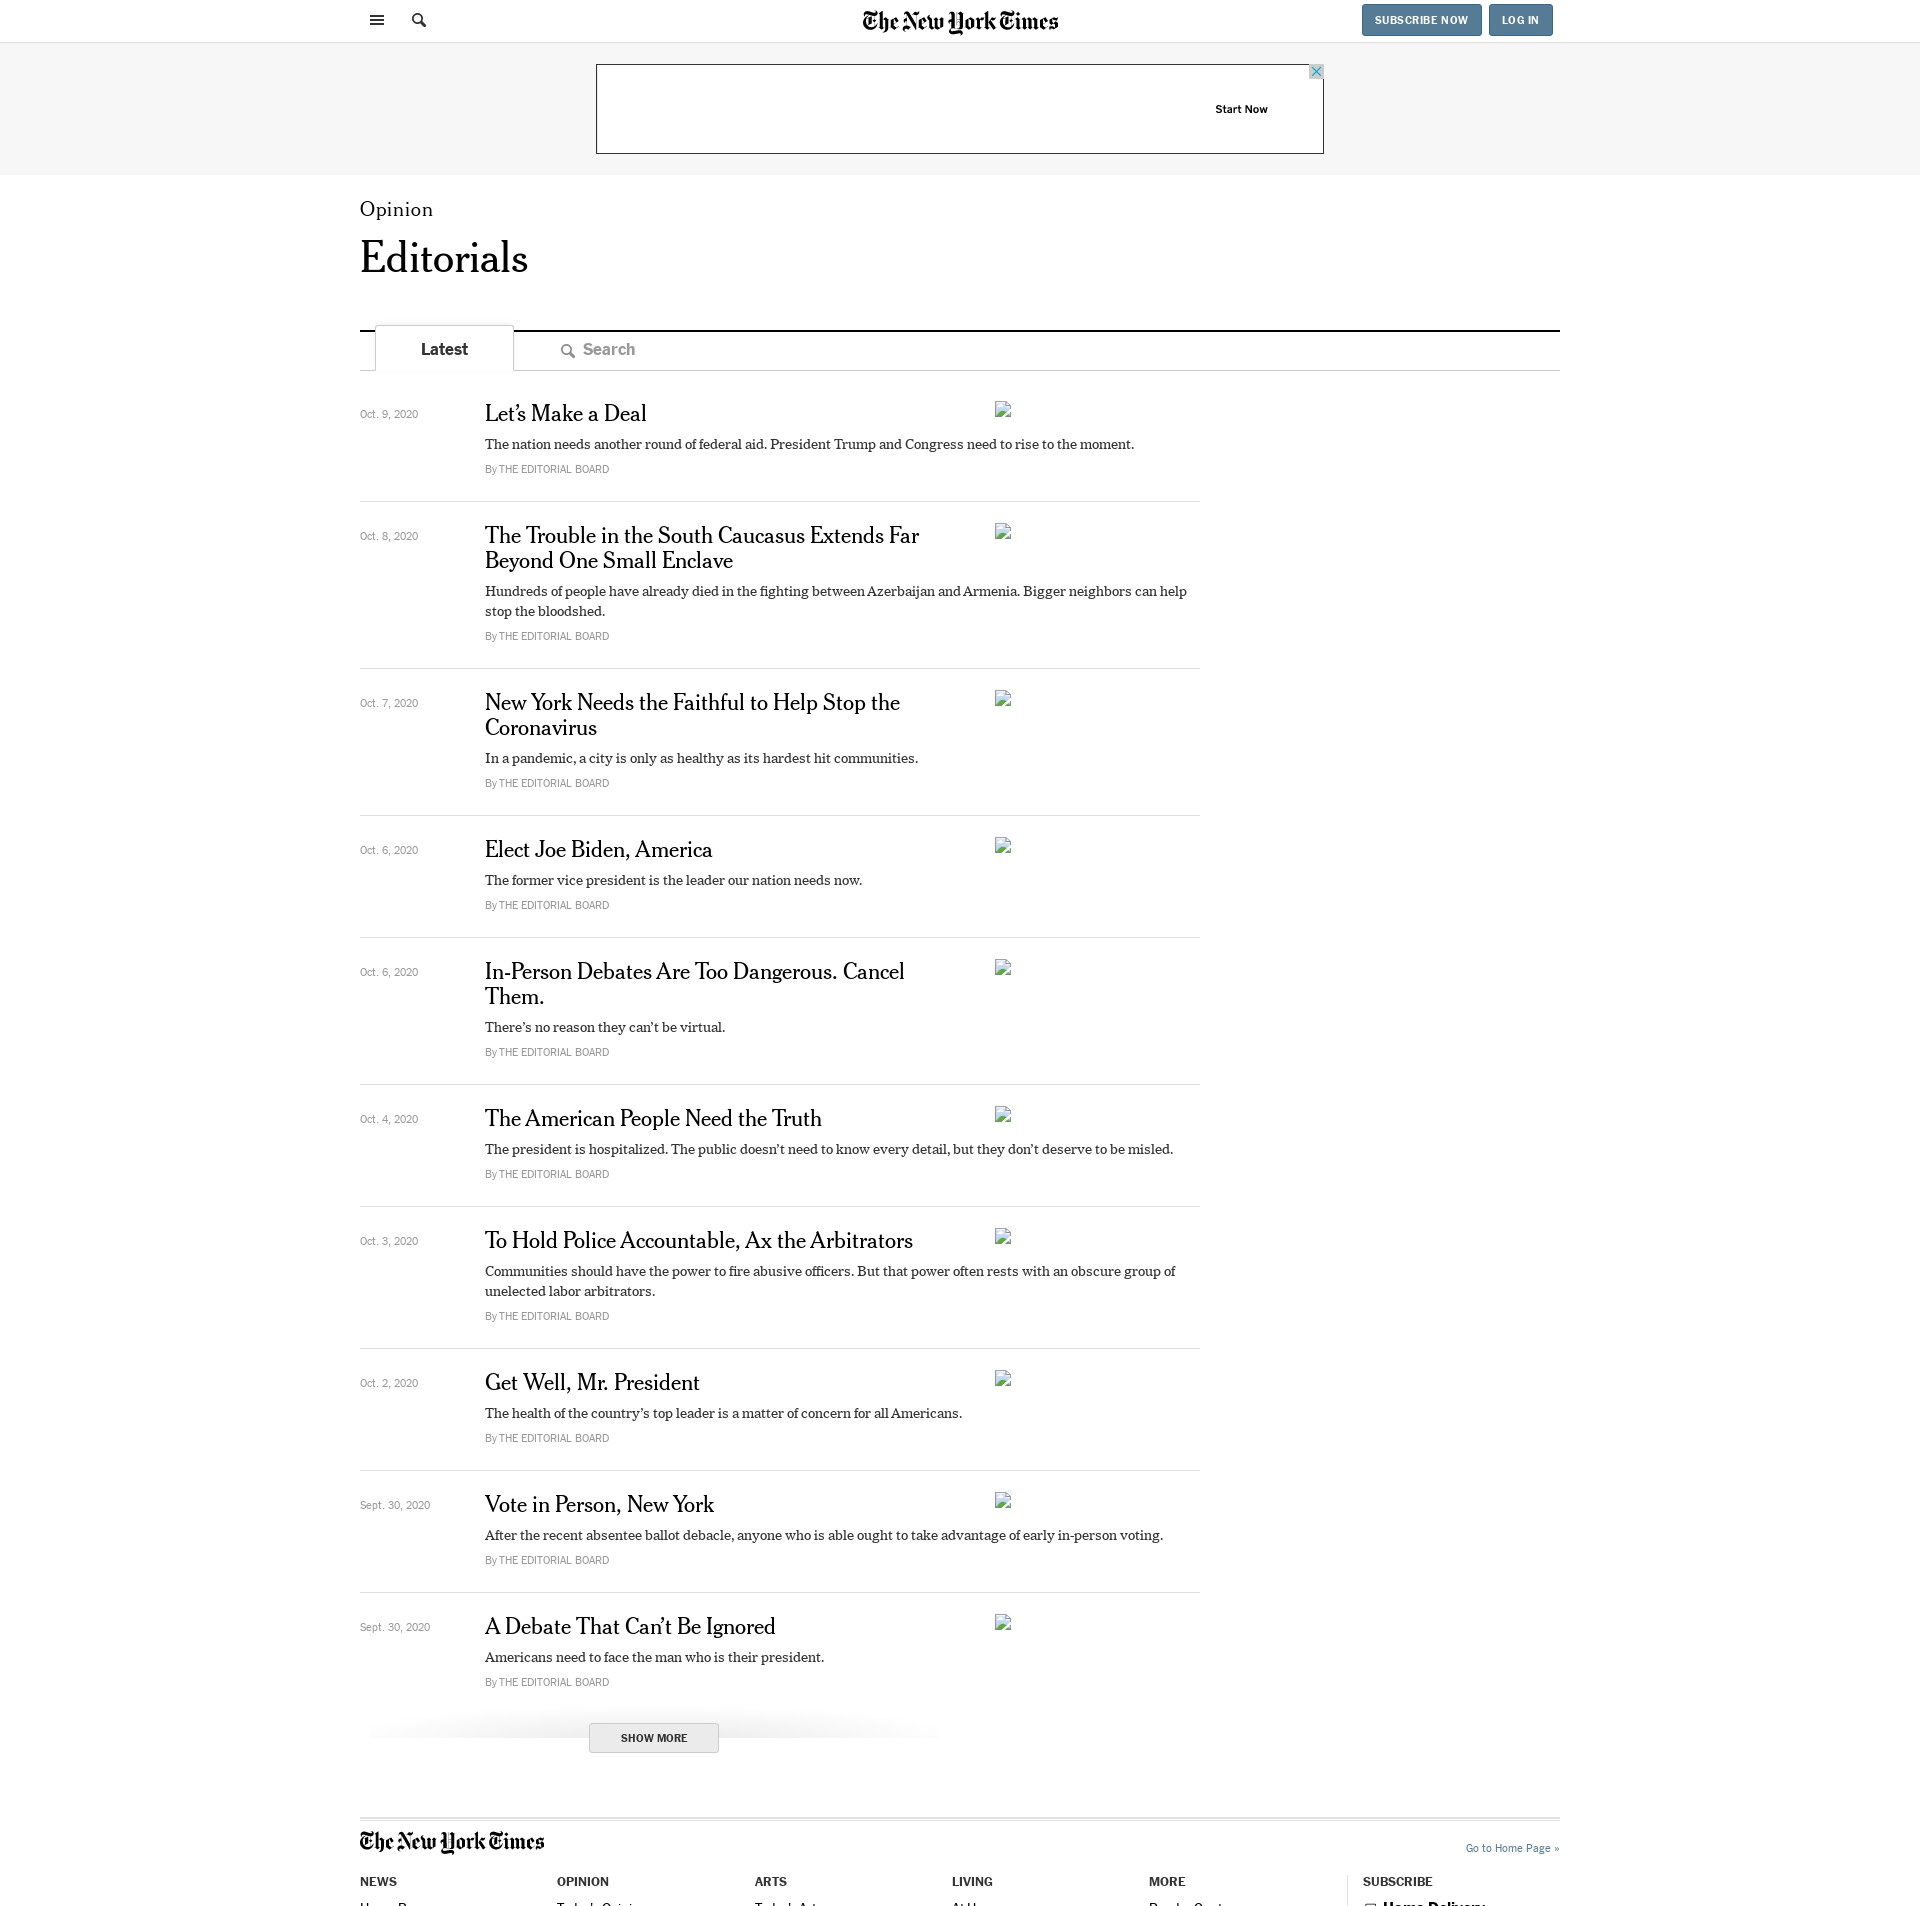 The New York Times
SUBSCRIBE NOW
LOG IN
Start Now
Opinion
Editorials
Latest
Search
Oct. 9, 2020
Let’s Make a Deal
The nation needs another round of federal aid. President Trump and Congress need to rise to the moment.
By THE EDITORIAL BOARD
Oct. 8, 2020
The Trouble in the South Caucasus Extends Far
Beyond One Small Enclave
Hundreds of people have already died in the fighting between Azerbaijan and Armenia. Bigger neighbors can help
stop the bloodshed.
By THE EDITORIAL BOARD
Oct. 7, 2020
New York Needs the Faithful to Help Stop the
Coronavirus
In a pandemic, a city is only as healthy as its hardest hit communities.
By THE EDITORIAL BOARD
Oct. 6, 2020
Elect Joe Biden, America
The former vice president is the leader our nation needs now.
By THE EDITORIAL BOARD
Oct. 6, 2020
In-Person Debates Are Too Dangerous. Cancel
Them.
There’s no reason they can’t be virtual.
By THE EDITORIAL BOARD
Oct. 4, 2020
The American People Need the Truth
The president is hospitalized. The public doesn’t need to know every detail, but they don’t deserve to be misled.
By THE EDITORIAL BOARD
Oct. 3, 2020
To Hold Police Accountable, Ax the Arbitrators
Communities should have the power to fire abusive officers. But that power often rests with an obscure group of
unelected labor arbitrators.
By THE EDITORIAL BOARD
Oct. 2, 2020
Get Well, Mr. President
The health of the country’s top leader is a matter of concern for all Americans.
By THE EDITORIAL BOARD
Sept. 30, 2020
Vote in Person, New York
After the recent absentee ballot debacle, anyone who is able ought to take advantage of early in-person voting.
By THE EDITORIAL BOARD
Sept. 30, 2020
A Debate That Can’t Be Ignored
Americans need to face the man who is their president.
By THE EDITORIAL BOARD
SHOW MORE
The New York Times
Go to Home Page »
NEWS
OPINION
ARTS
LIVING
MORE
SUBSCRIBE
Home Delivery